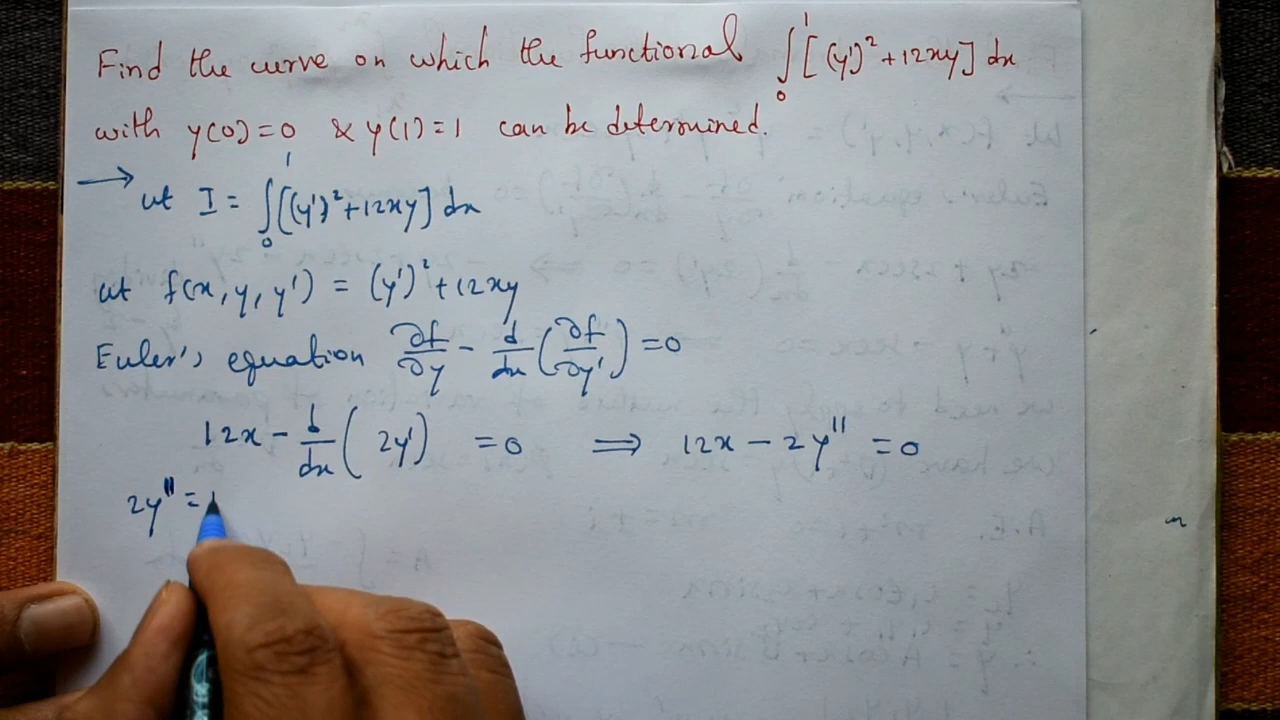 Find the curve on which the functional ∫₀¹ [(y')² + 12xy] dx
with y(0)=0 & y(1)=1 can be determined.
→ let I = ∫₀¹ [(y')² + 12xy] dx
let f(x, y, y') = (y')² + 12xy
Euler's equation ∂f/∂y − d/dx (∂f/∂y') = 0
12x − d/dx (2y') = 0 ⟹ 12x − 2y'' = 0
2y'' = 1